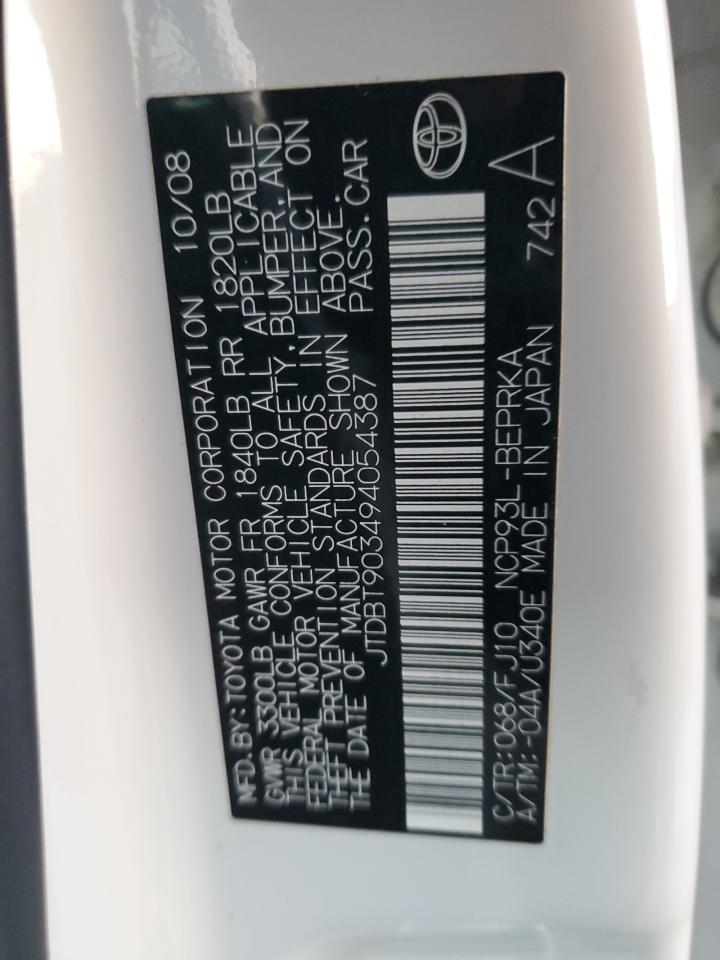 MFD.BY:TOYOTA MOTOR CORPORATION 10/08
GVWR 3300LB GAWR FR 1840LB RR 1820LB
THIS VEHICLE CONFORMS TO ALL APPLICABLE
FEDERAL MOTOR VEHICLE SAFETY,BUMPER,AND
THEFT PREVENTION STANDARDS IN EFFECT ON
THE DATE OF MANUFACTURE SHOWN ABOVE.
JTDBT903494054387 PASS.CAR
C/TR:068/FJ10 NCP93L-BEPRKA
A/TM:-04A/U340E MADE IN JAPAN 742 A